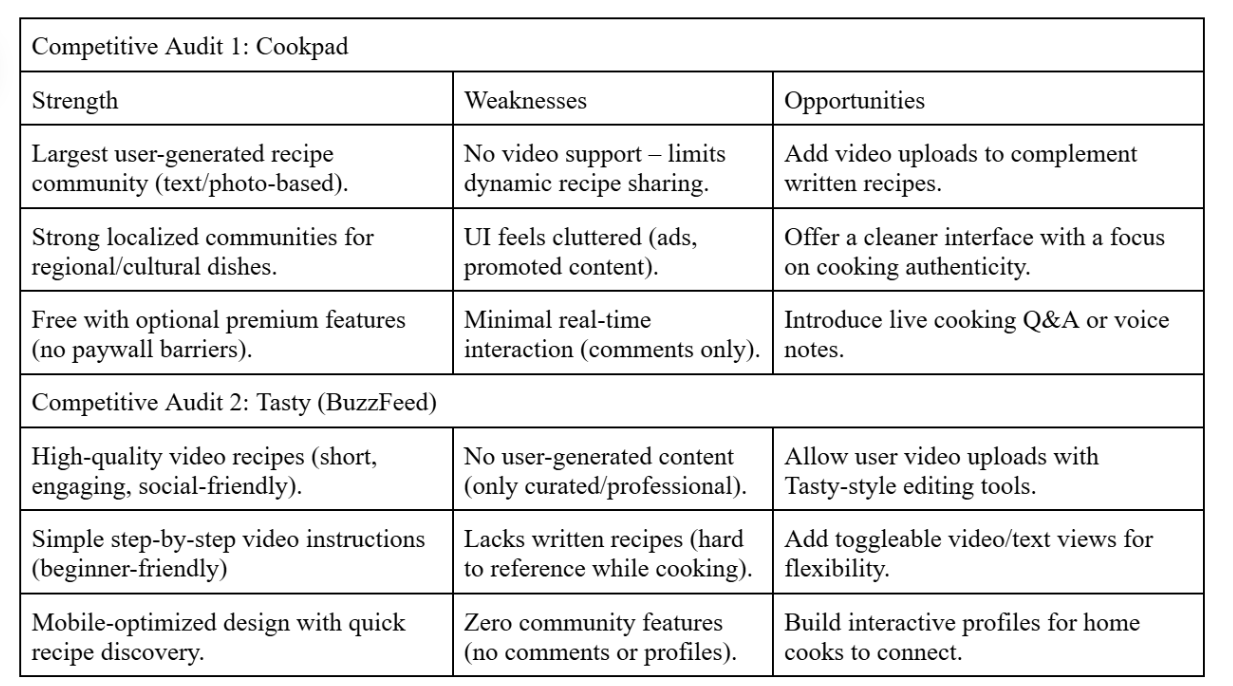 Competitive Audit 1: Cookpad
Strength
Weaknesses
Opportunities
Largest user-generated recipe
community (text/photo-based).
No video support – limits
dynamic recipe sharing.
Add video uploads to complement
written recipes.
Strong localized communities for
regional/cultural dishes.
UI feels cluttered (ads,
promoted content).
Offer a cleaner interface with a focus
on cooking authenticity.
Free with optional premium features
(no paywall barriers).
Minimal real-time
interaction (comments only).
Introduce live cooking Q&A or voice
notes.
Competitive Audit 2: Tasty (BuzzFeed)
High-quality video recipes (short,
engaging, social-friendly).
No user-generated content
(only curated/professional).
Allow user video uploads with
Tasty-style editing tools.
Simple step-by-step video instructions
(beginner-friendly)
Lacks written recipes (hard
to reference while cooking).
Add toggleable video/text views for
flexibility.
Mobile-optimized design with quick
recipe discovery.
Zero community features
(no comments or profiles).
Build interactive profiles for home
cooks to connect.